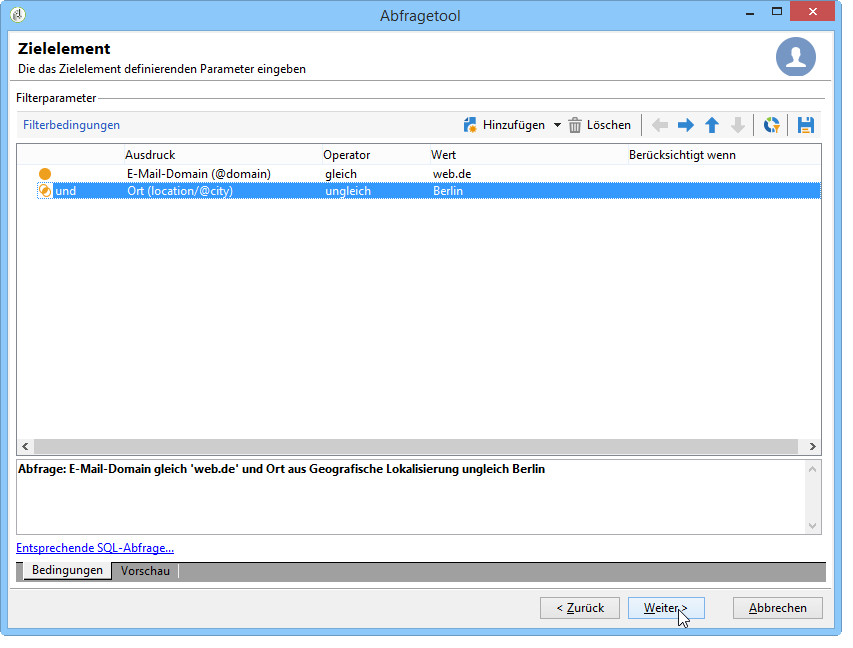 Abfragetool
Zielelement
Die das Zielelement definierenden Parameter eingeben
Filterparameter
Filterbedingungen Hinzufügen Löschen
Ausdruck Operator Wert Berücksichtigt wenn
E-Mail-Domain (@domain) gleich web.de
und Ort (location/@city) ungleich Berlin
Abfrage: E-Mail-Domain gleich 'web.de' und Ort aus Geografische Lokalisierung ungleich Berlin
Entsprechende SQL-Abfrage...
Bedingungen Vorschau
< Zurück Weiter > Abbrechen